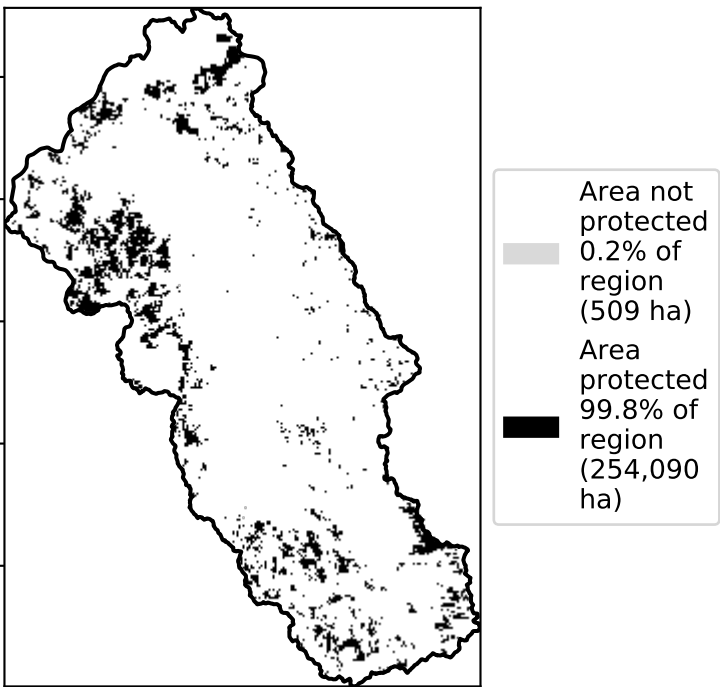 Area not
protected
0.2% of
region
(509 ha)
Area
protected
99.8% of
region
(254,090
ha)